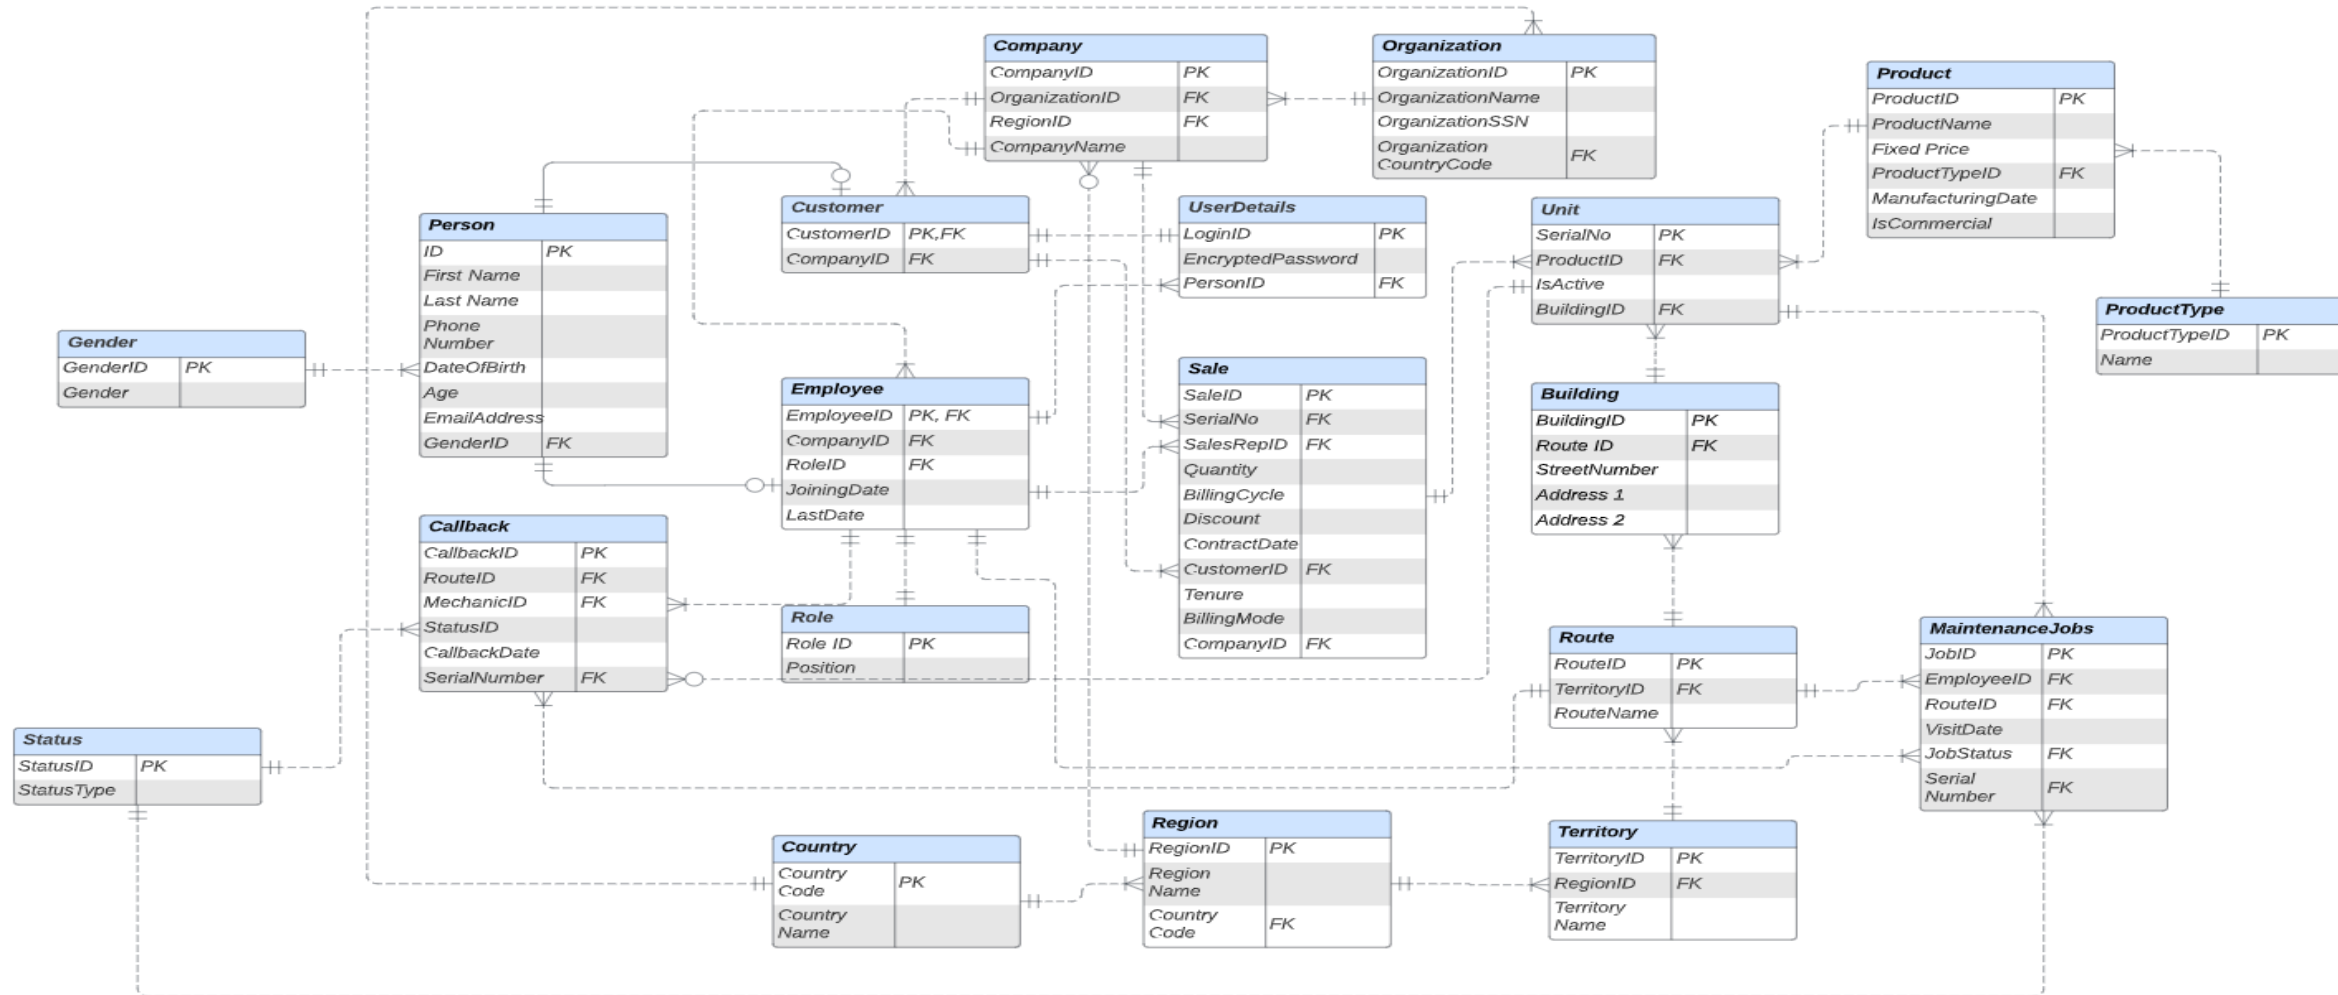 Company
CompanyID PK
OrganizationID FK
RegionID FK
CompanyName
Organization
OrganizationID PK
OrganizationName
OrganizationSSN
Organization
CountryCode FK
Product
ProductID PK
ProductName
Fixed Price
ProductTypeID FK
ManufacturingDate
IsCommercial
Person
ID PK
First Name
Last Name
Phone
Number
DateOfBirth
Age
EmailAddress
GenderID FK
Customer
CustomerID PK,FK
CompanyID FK
UserDetails
LoginID PK
EncryptedPassword
PersonID FK
Unit
SerialNo PK
ProductID FK
IsActive
BuildingID FK
ProductType
ProductTypeID PK
Name
Gender
GenderID PK
Gender
Employee
EmployeeID PK, FK
CompanyID FK
RoleID FK
JoiningDate
LastDate
Sale
SaleID PK
SerialNo FK
SalesRepID FK
Quantity
BillingCycle
Discount
ContractDate
CustomerID FK
Tenure
BillingMode
CompanyID FK
Building
BuildingID PK
Route ID FK
StreetNumber
Address 1
Address 2
Callback
CallbackID PK
RouteID FK
MechanicID FK
StatusID
CallbackDate
SerialNumber FK
Role
Role ID PK
Position
Route
RouteID PK
TerritoryID FK
RouteName
MaintenanceJobs
JobID PK
EmployeeID FK
RouteID FK
VisitDate
JobStatus FK
Serial
Number FK
Status
StatusID PK
StatusType
Country
Country
Code PK
Country
Name
Region
RegionID PK
Region
Name
Country
Code FK
Territory
TerritoryID PK
RegionID FK
Territory
Name